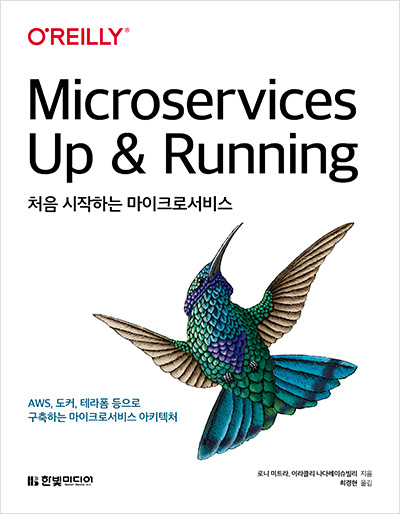 O'REILLY®
Microservices
Up & Running
처음 시작하는 마이크로서비스
AWS, 도커, 테라폼 등으로
구축하는 마이크로서비스 아키텍처
로니 미트라, 이라클리 나다레이슈빌리 지음
최경현 옮김
한빛미디어